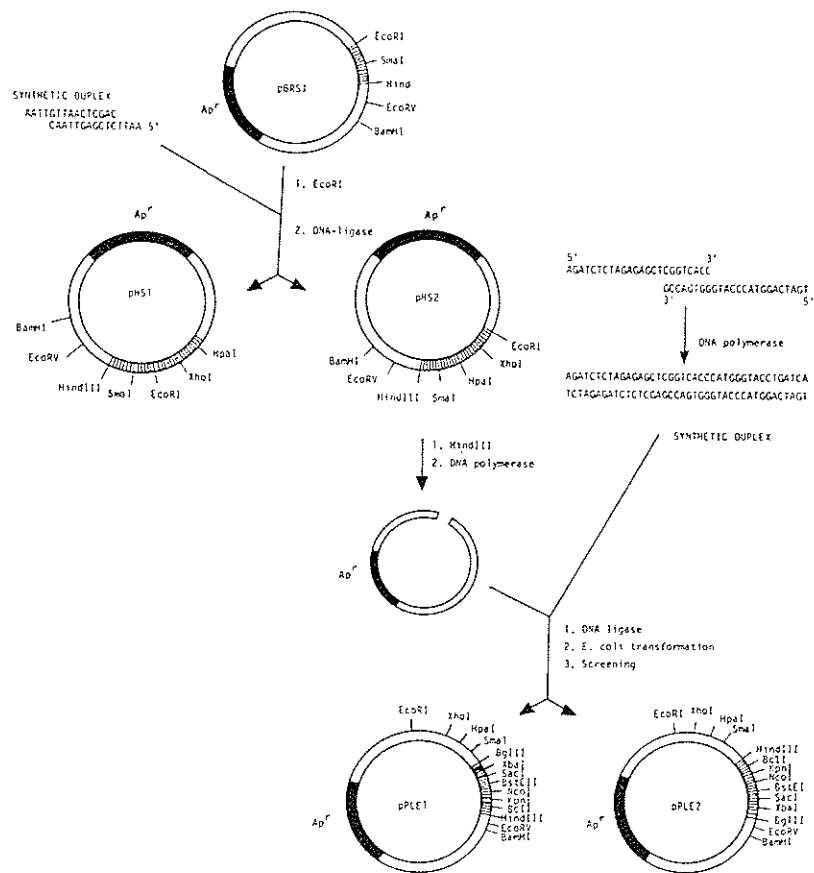 EcoRI
SmaI
Hind
EcoRV
BamHI
pBRS1
Ap^r
SYNTHETIC DUPLEX
AATTGTTAACTCGAC
CAATTGAGCTCTTAA 5'
1. EcoRI
2. DNA-ligase
Ap^r
pHS1
BamHI
EcoRV
HindIII
SmaI
EcoRI
XhoI
HpaI
Ap^r
pHS2
BamHI
EcoRV
HindIII
SmaI
HpaI
XhoI
EcoRI
5' 3'
AGATCTCTAGAGAGCTCGGTCACC
GCCAGTGGGTACCCATGGACTAGT
3' 5'
DNA polymerase
AGATCTCTAGAGAGCTCGGTCACCCATGGGTACCTGATCA
TCTAGAGATCTCTCGAGCCAGTGGGTACCCATGGACTAGT
SYNTHETIC DUPLEX
1. HindIII
2. DNA polymerase
Ap^r
1. DNA ligase
2. E. coli transformation
3. Screening
EcoRI
XhoI
HpaI
SmaI
BglII
XbaI
SacI
BstEII
NcoI
KpnI
BclI
HindIII
EcoRV
BamHI
Ap^r
pPLE1
EcoRI
XhoI
HpaI
SmaI
HindIII
BclI
KpnI
NcoI
BstEI
SacI
XbaI
BglII
EcoRV
BamHI
Ap^r
pPLE2